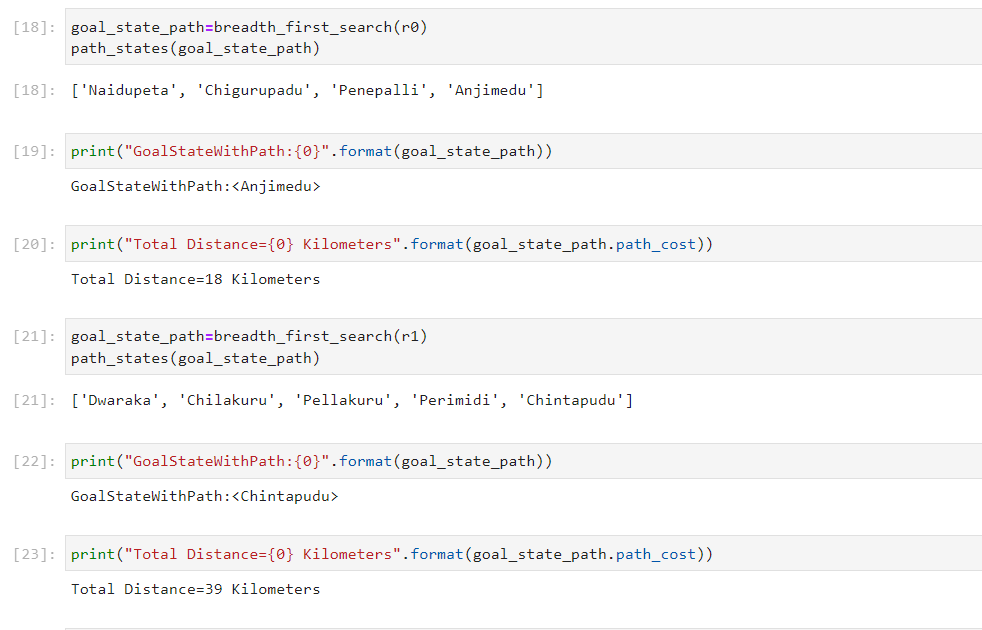 [18]: goal_state_path=breadth_first_search(r0)
path_states(goal_state_path)
[18]: ['Naidupeta', 'Chigurupadu', 'Penepalli', 'Anjimedu']
[19]: print("GoalStateWithPath:{0}".format(goal_state_path))
GoalStateWithPath:<Anjimedu>
[20]: print("Total Distance={0} Kilometers".format(goal_state_path.path_cost))
Total Distance=18 Kilometers
[21]: goal_state_path=breadth_first_search(r1)
path_states(goal_state_path)
[21]: ['Dwaraka', 'Chilakuru', 'Pellakuru', 'Perimidi', 'Chintapudu']
[22]: print("GoalStateWithPath:{0}".format(goal_state_path))
GoalStateWithPath:<Chintapudu>
[23]: print("Total Distance={0} Kilometers".format(goal_state_path.path_cost))
Total Distance=39 Kilometers